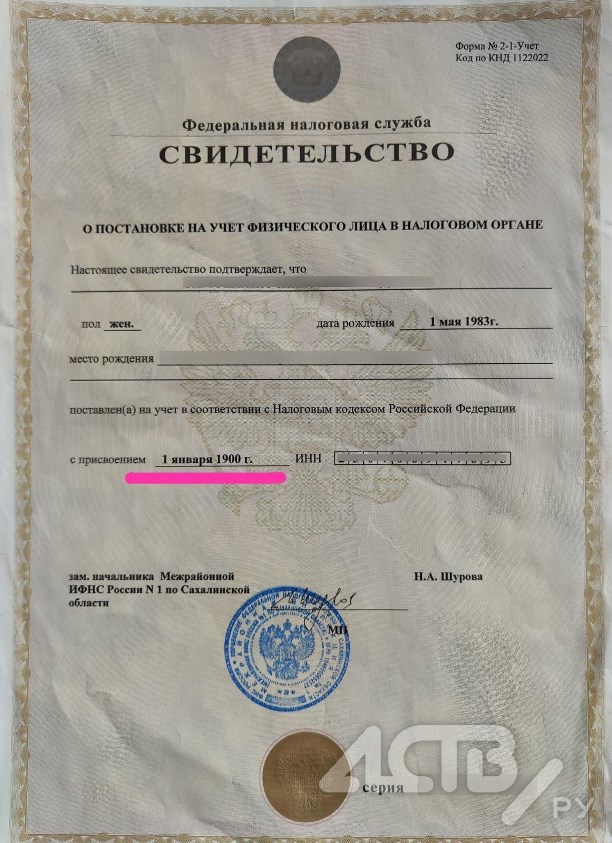 Форма № 2-1-Учет
Код по КНД 1122022
Федеральная налоговая служба
СВИДЕТЕЛЬСТВО
О ПОСТАНОВКЕ НА УЧЕТ ФИЗИЧЕСКОГО ЛИЦА В НАЛОГОВОМ ОРГАНЕ
Настоящее свидетельство подтверждает, что
пол жен. дата рождения 1 мая 1983г.
место рождения
поставлен(а) на учет в соответствии с Налоговым кодексом Российской Федерации
с присвоением 1 января 1900 г. ИНН
зам. начальника Межрайонной Н.А. Шурова
ИФНС России N 1 по Сахалинской
области
МП
серия
АСТВ
РУ